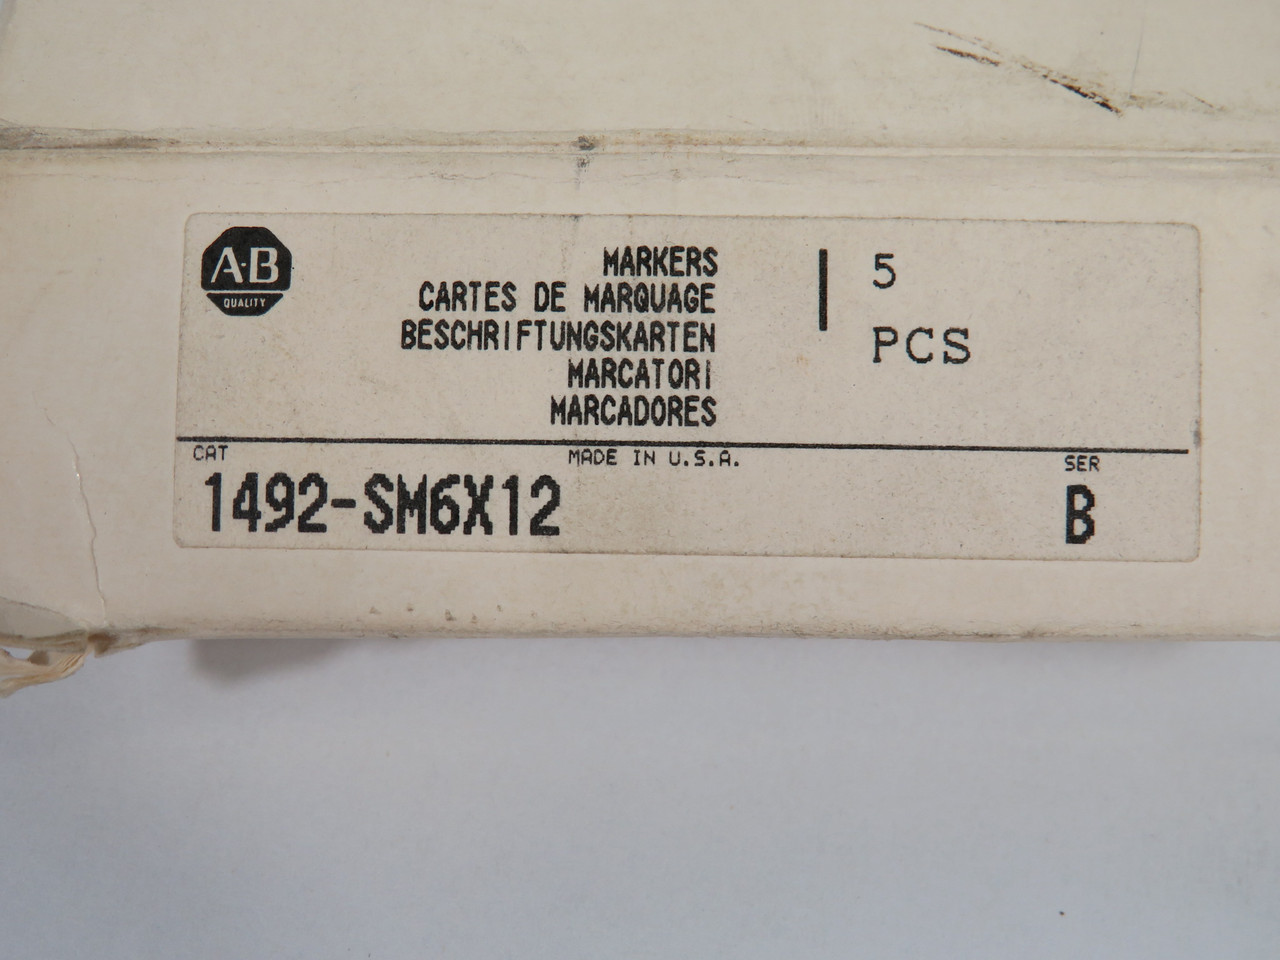 A-B
QUALITY
MARKERS
CARTES DE MARQUAGE
BESCHRIFTUNGSKARTEN
MARCATORI
MARCADORES
5
PCS
CAT
MADE IN U.S.A.
SER
1492-SM6X12
B